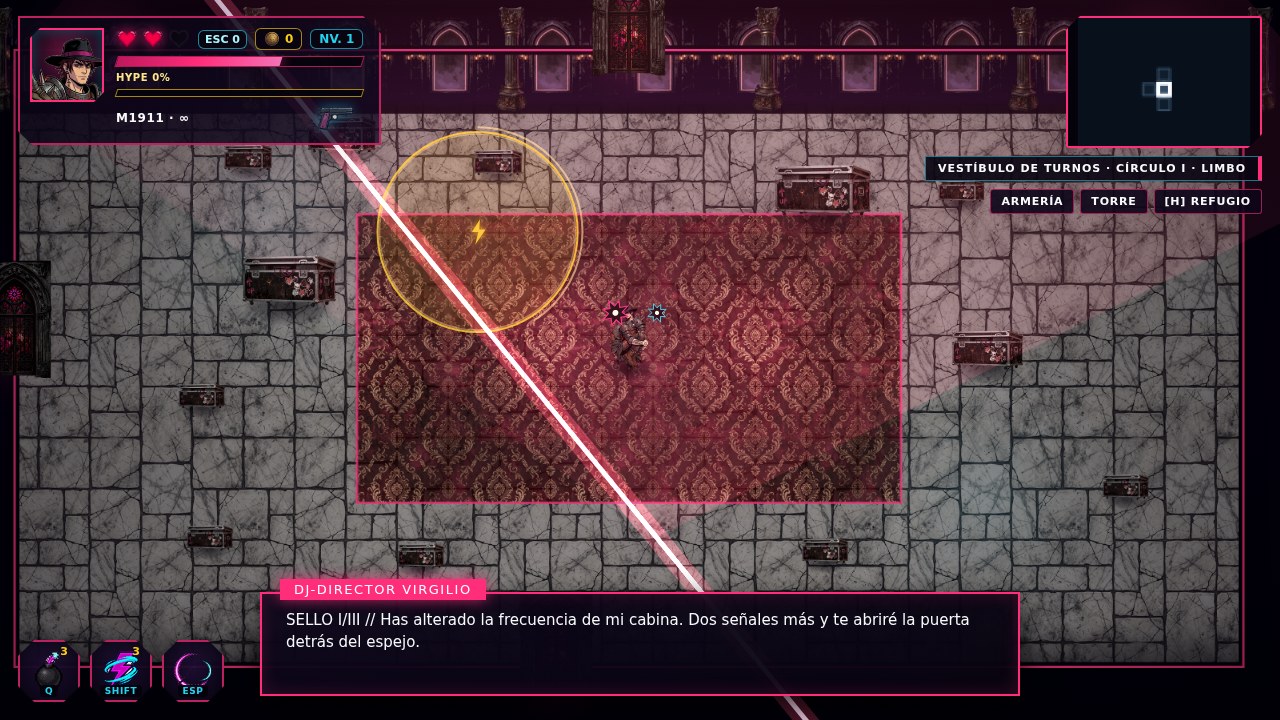 ESC 0
0
NV. 1
HYPE 0%
M1911 · ∞
VESTÍBULO DE TURNOS · CÍRCULO I · LIMBO
ARMERÍA
TORRE
[H] REFUGIO
DJ-DIRECTOR VIRGILIO
SELLO I/III // Has alterado la frecuencia de mi cabina. Dos señales más y te abriré la puerta
detrás del espejo.
3
Q
3
SHIFT
ESP